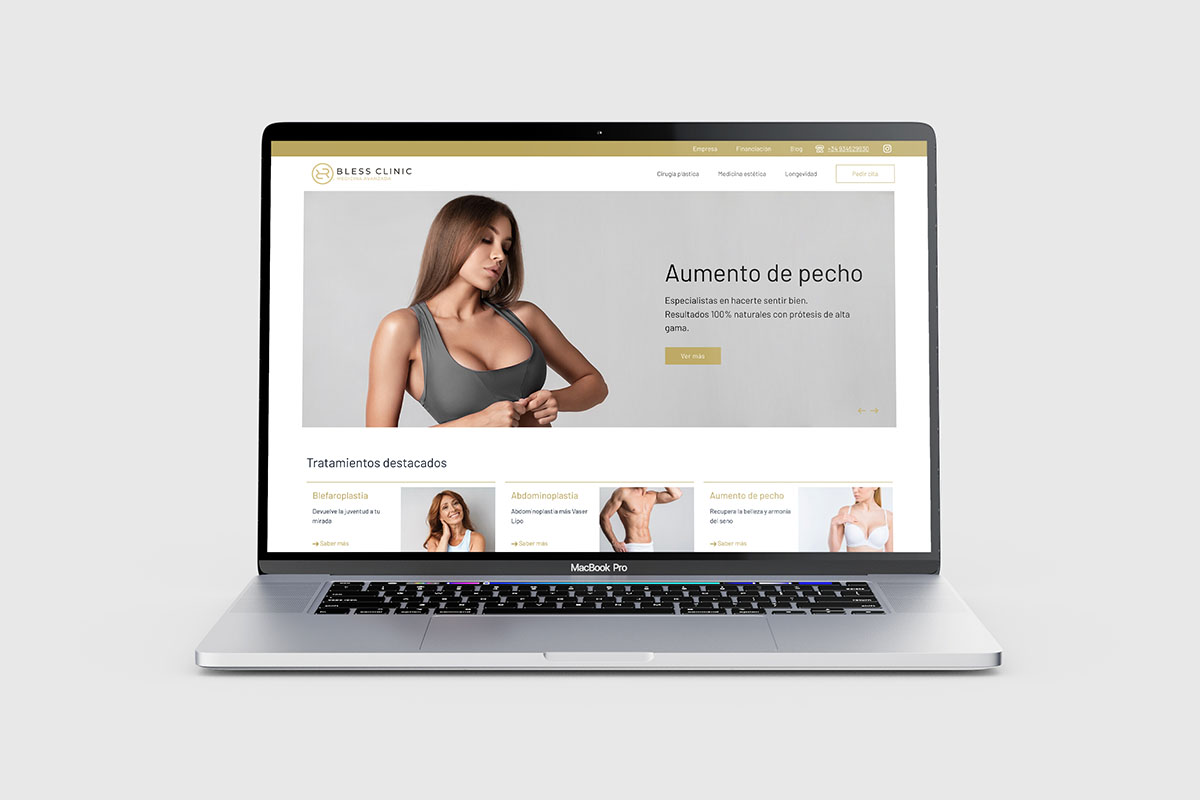 Empresa Financiación Blog +34 934629930
BLESS CLINIC
MEDICINA AVANZADA
Cirugía plástica Medicina estética Longevidad Pedir cita
Aumento de pecho
Especialistas en hacerte sentir bien.
Resultados 100% naturales con prótesis de alta
gama.
Ver más
Tratamientos destacados
Blefaroplastia
Devuelve la juventud a tu
mirada
Saber más
Abdominoplastia
Abdominoplastia más Vaser
Lipo
Saber más
Aumento de pecho
Recupera la belleza y armonía
del seno
Saber más
MacBook Pro